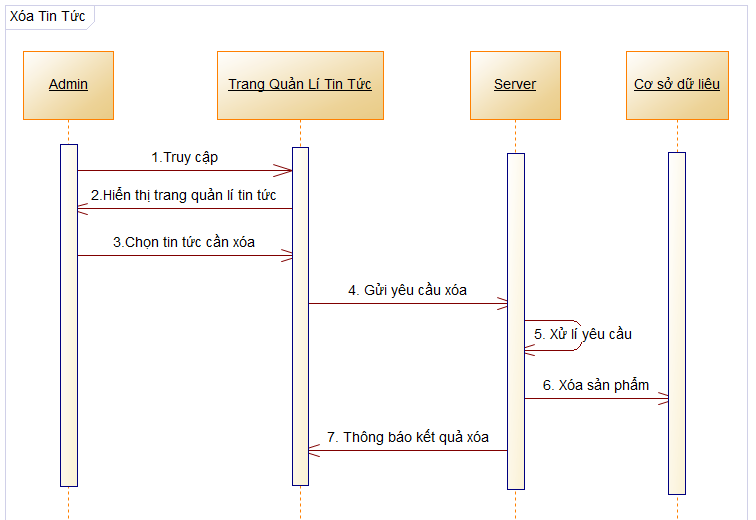 Xóa Tin Tức
Admin
Trang Quản Lí Tin Tức
Server
Cơ sở dữ liêu
1.Truy cập
2.Hiển thị trang quản lí tin tức
3.Chọn tin tức cần xóa
4. Gửi yêu cầu xóa
5. Xử lí yêu cầu
6. Xóa sản phẩm
7. Thông báo kết quả xóa